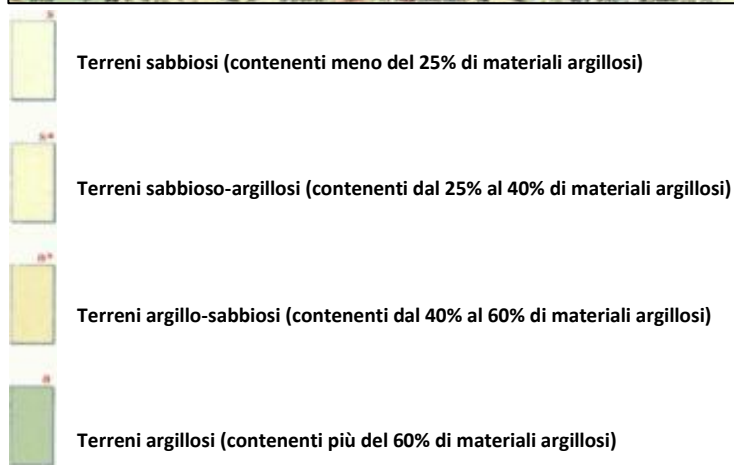 s
Terreni sabbiosi (contenenti meno del 25% di materiali argillosi)
s*
Terreni sabbioso-argillosi (contenenti dal 25% al 40% di materiali argillosi)
a*
Terreni argillo-sabbiosi (contenenti dal 40% al 60% di materiali argillosi)
a
Terreni argillosi (contenenti più del 60% di materiali argillosi)